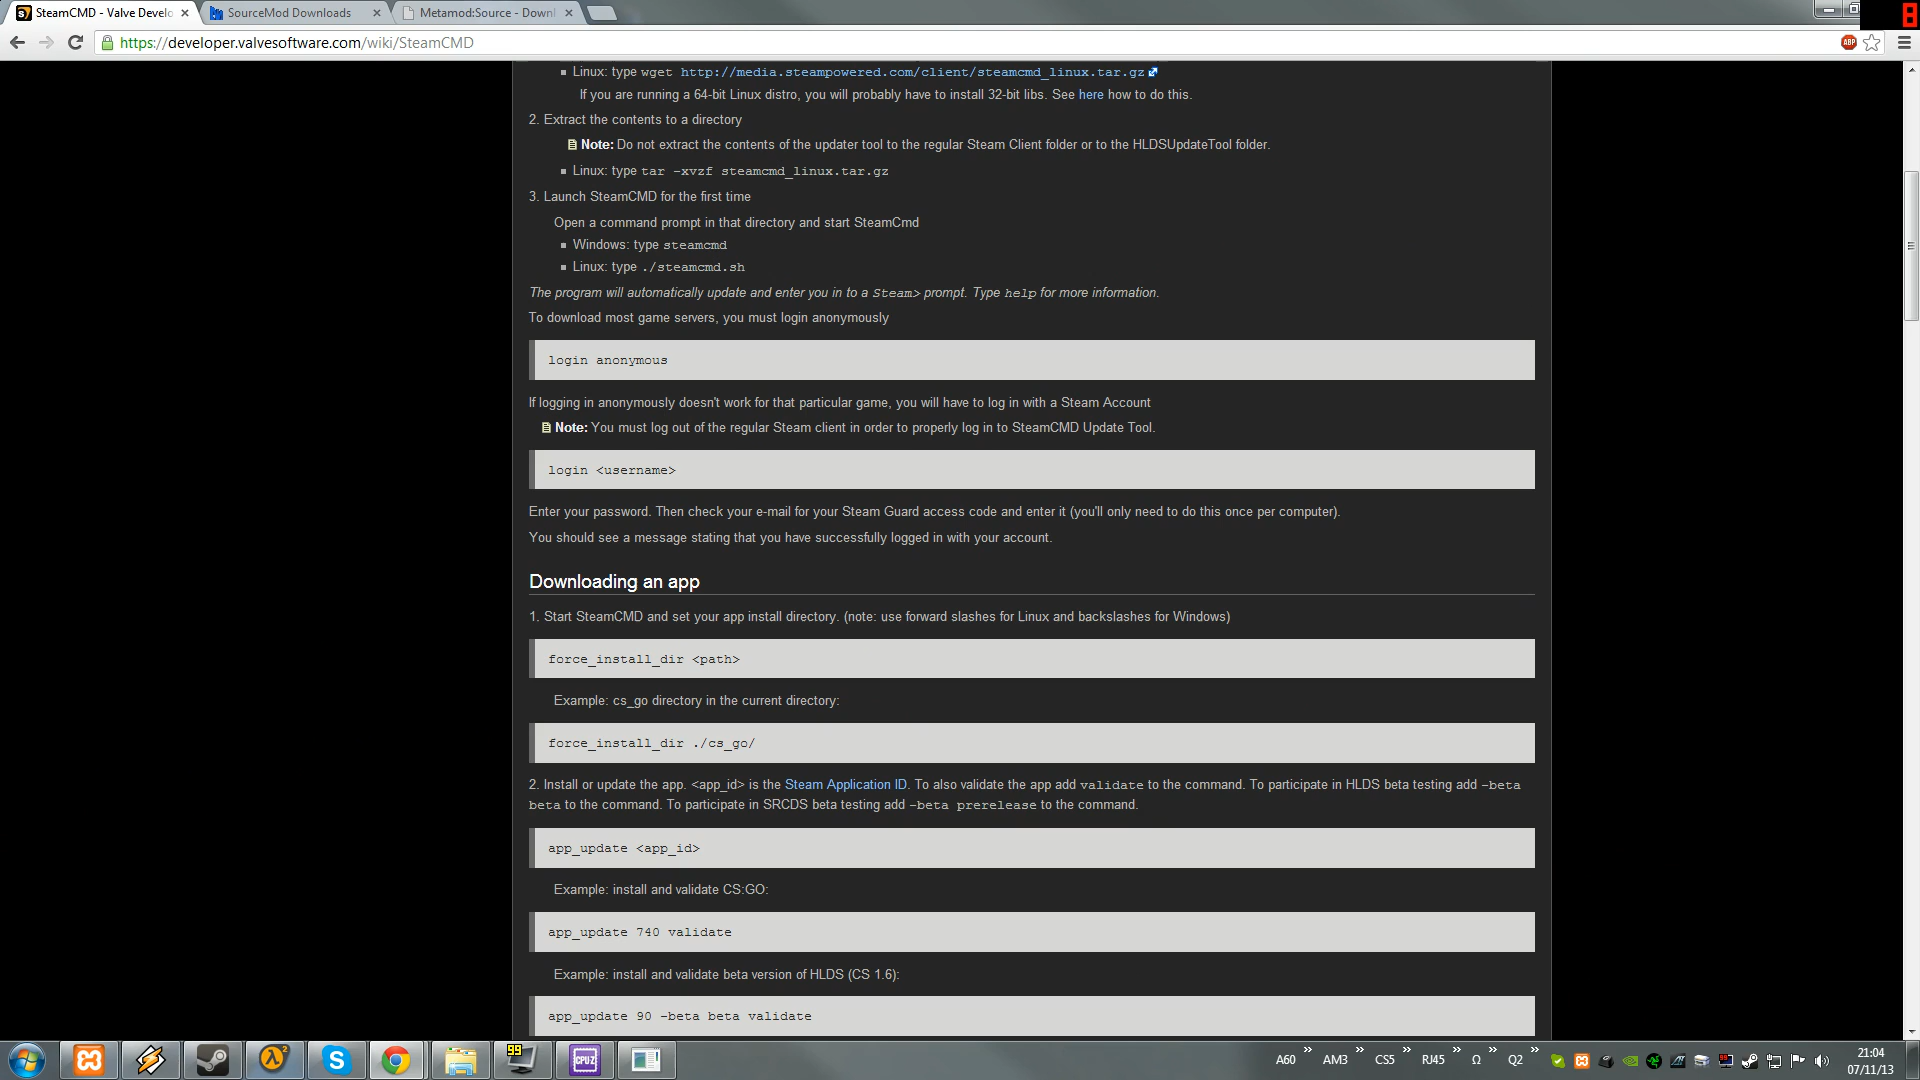 SteamCMD - Valve Develo
SourceMod Downloads
Metamod:Source - Downl
8
https://developer.valvesoftware.com/wiki/SteamCMD
ABP
Linux: type wget http://media.steampowered.com/client/steamcmd_linux.tar.gz
If you are running a 64-bit Linux distro, you will probably have to install 32-bit libs. See here how to do this.
2. Extract the contents to a directory
Note: Do not extract the contents of the updater tool to the regular Steam Client folder or to the HLDSUpdateTool folder.
Linux: type tar -xvzf steamcmd_linux.tar.gz
3. Launch SteamCMD for the first time
Open a command prompt in that directory and start SteamCmd
Windows: type steamcmd
Linux: type ./steamcmd.sh
The program will automatically update and enter you in to a Steam> prompt. Type help for more information.
To download most game servers, you must login anonymously
login anonymous
If logging in anonymously doesn't work for that particular game, you will have to log in with a Steam Account
Note: You must log out of the regular Steam client in order to properly log in to SteamCMD Update Tool.
login <username>
Enter your password. Then check your e-mail for your Steam Guard access code and enter it (you'll only need to do this once per computer).
You should see a message stating that you have successfully logged in with your account.
Downloading an app
1. Start SteamCMD and set your app install directory. (note: use forward slashes for Linux and backslashes for Windows)
force_install_dir <path>
Example: cs_go directory in the current directory:
force_install_dir ./cs_go/
2. Install or update the app. <app_id> is the Steam Application ID. To also validate the app add validate to the command. To participate in HLDS beta testing add -beta
beta to the command. To participate in SRCDS beta testing add -beta prerelease to the command.
app_update <app_id>
Example: install and validate CS:GO:
app_update 740 validate
Example: install and validate beta version of HLDS (CS 1.6):
app_update 90 -beta beta validate
99
CPU Z
A60 » AM3 » CS5 » RJ45 » Ω » Q2 »
21:04
07/11/13